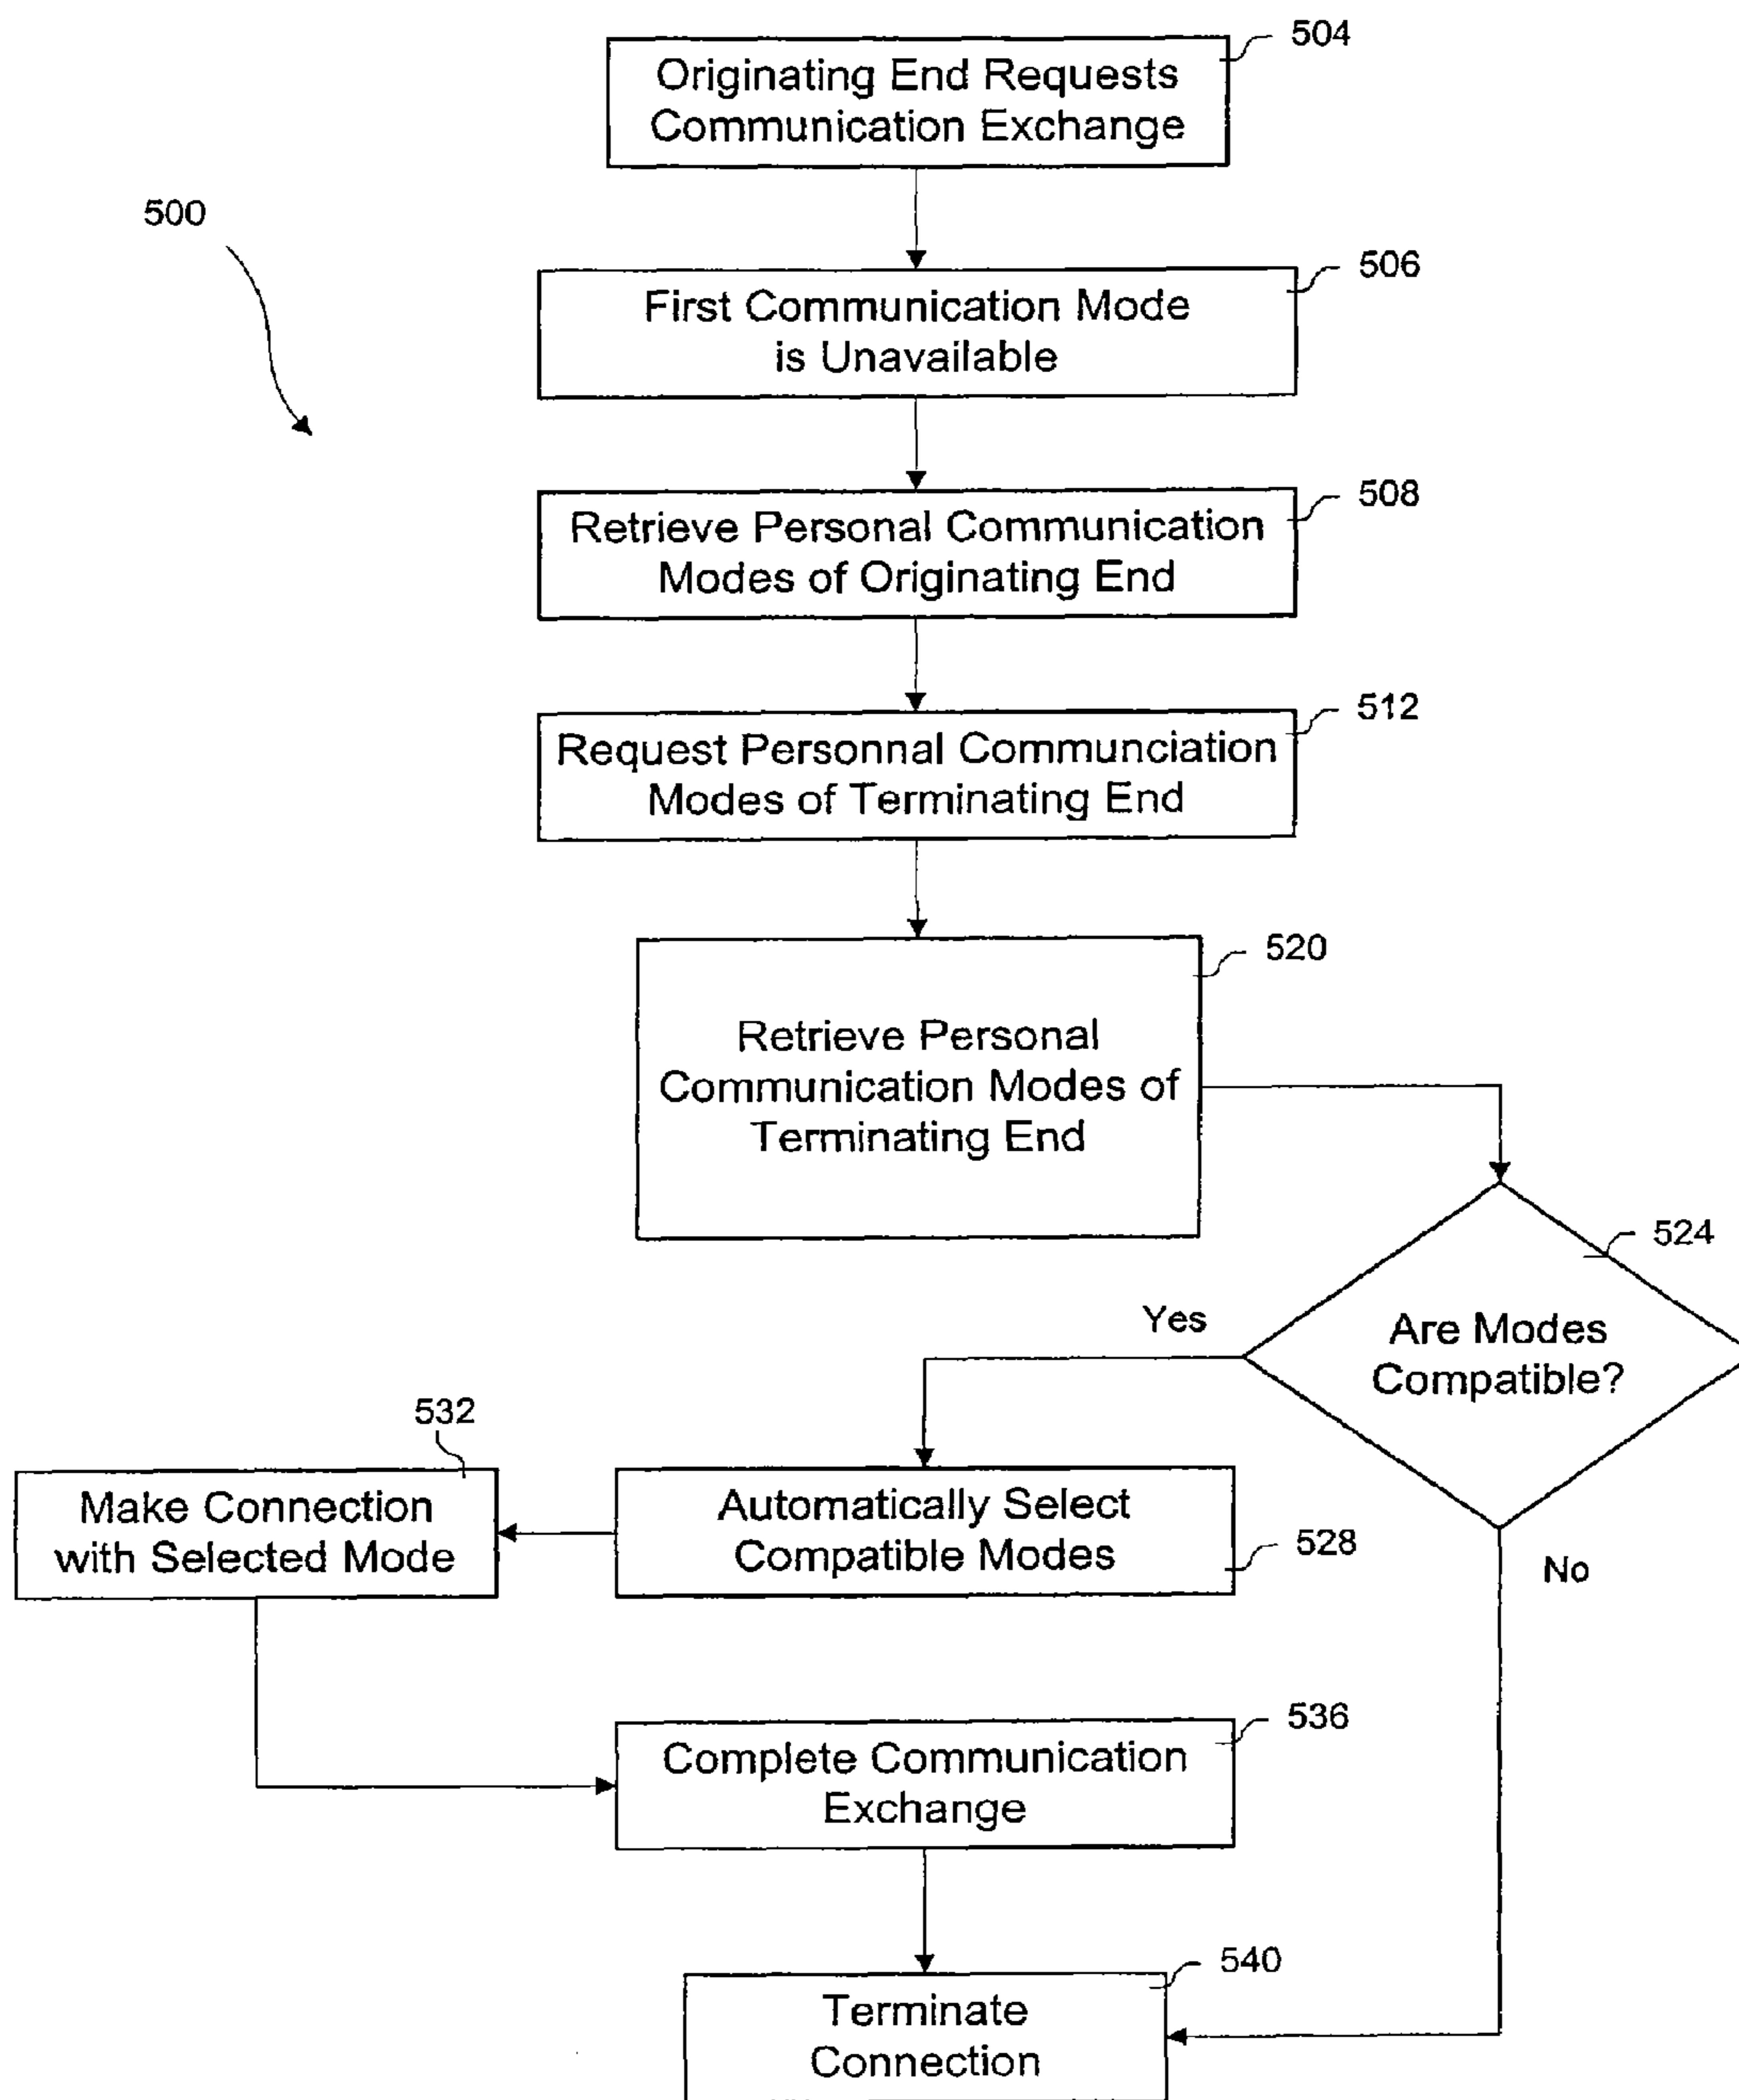 504
Originating End Requests
Communication Exchange
500
506
First Communication Mode
is Unavailable
508
Retrieve Personal Communication
Modes of Originating End
512
Request Personnal Communciation
Modes of Terminating End
520
Retrieve Personal
Communication Modes of
Terminating End
524
Are Modes
Compatible?
Yes
No
532
Make Connection
with Selected Mode
Automatically Select
Compatible Modes
528
536
Complete Communication
Exchange
540
Terminate
Connection